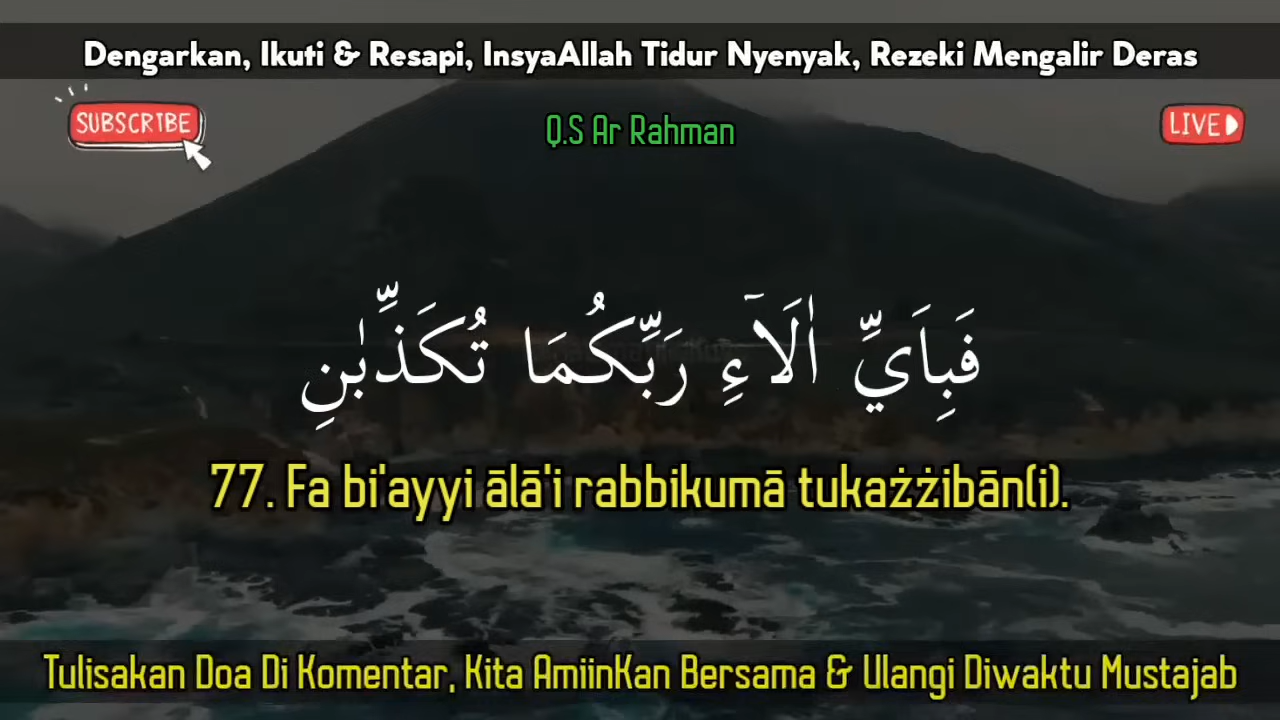 Dengarkan, Ikuti & Resapi, InsyaAllah Tidur Nyenyak, Rezeki Mengalir Deras
SUBSCRIBE
Q.S Ar Rahman
LIVE
فَبِاَيِّ اٰلَاۤءِ رَبِّكُمَا تُكَذِّبٰنِ
77. Fa bi'ayyi ālā'i rabbikumā tukażżibān(i).
Tulisakan Doa Di Komentar, Kita AmiinKan Bersama & Ulangi Diwaktu Mustajab